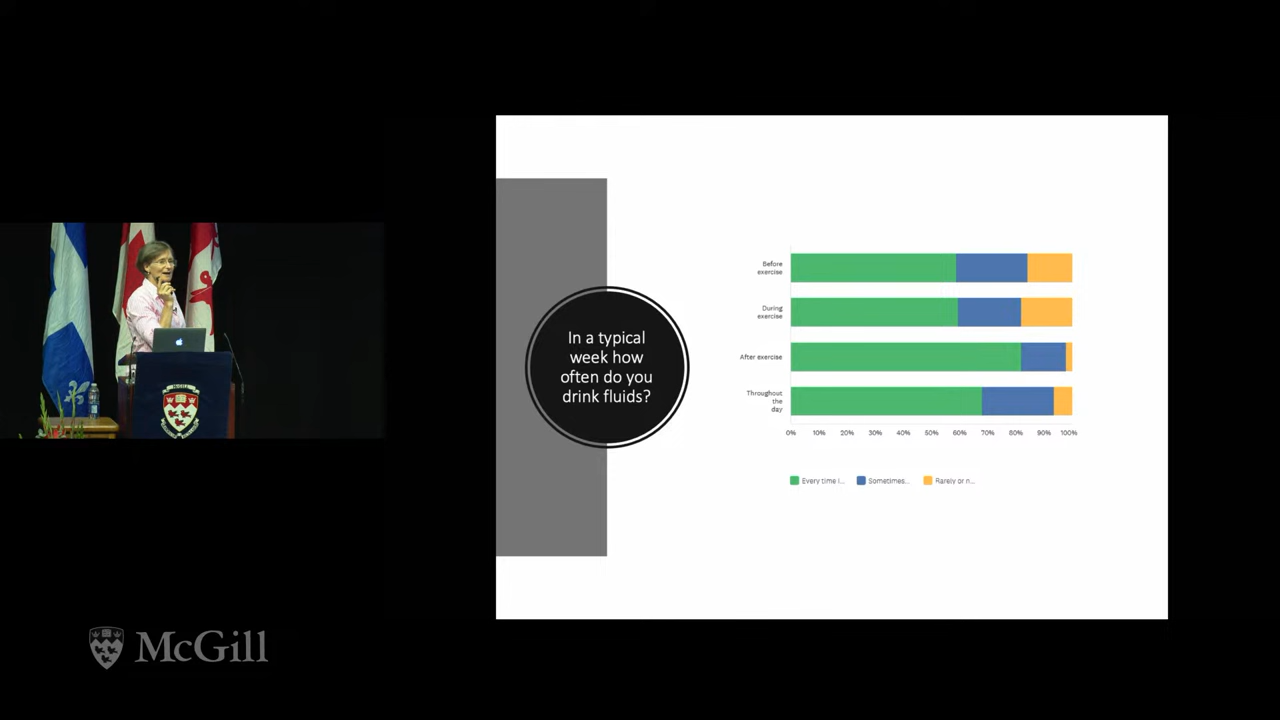 In a typical
week how
often do you
drink fluids?
Before
exercise
During
exercise
After exercise
Throughout
the
day
0% 10% 20% 30% 40% 50% 60% 70% 80% 90% 100%
Every time i... Sometimes... Rarely or n...
McGILL
McGill